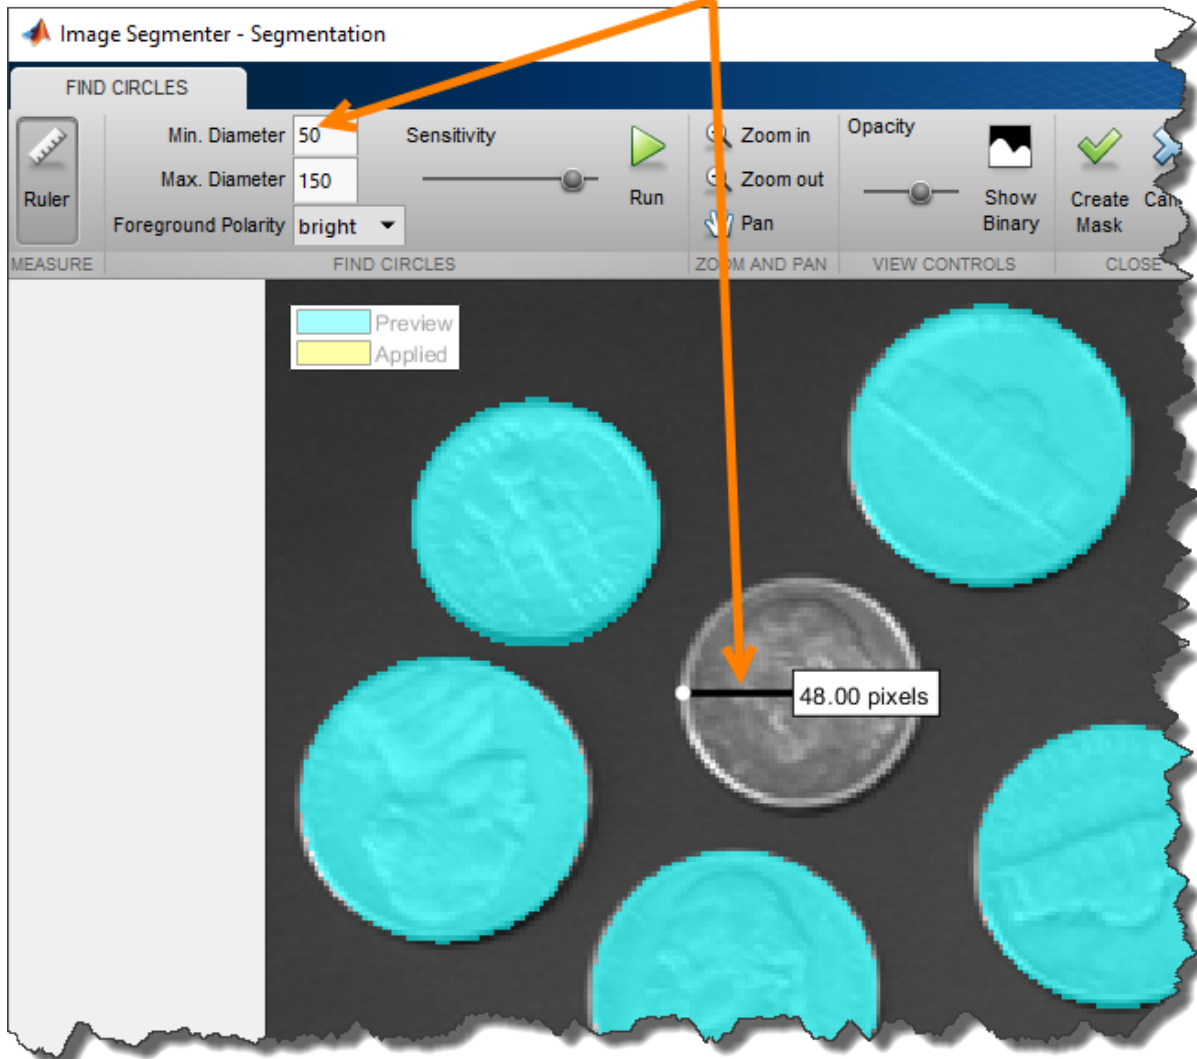 Image Segmenter - Segmentation
FIND CIRCLES
Ruler
Min. Diameter 50
Max. Diameter 150
Foreground Polarity bright
Sensitivity
Run
Zoom in
Zoom out
Pan
Opacity
Show
Binary
Create
Mask
MEASURE
FIND CIRCLES
ZOOM AND PAN
VIEW CONTROLS
CLOSE
Preview
Applied
48.00 pixels